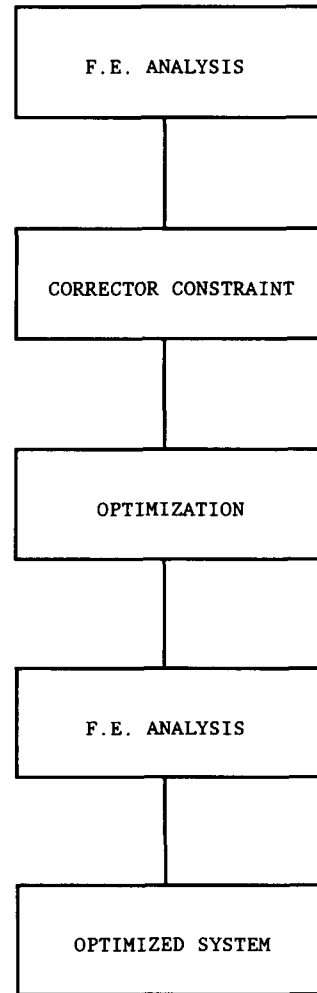 F.E. ANALYSIS
CORRECTOR CONSTRAINT
OPTIMIZATION
F.E. ANALYSIS
OPTIMIZED SYSTEM